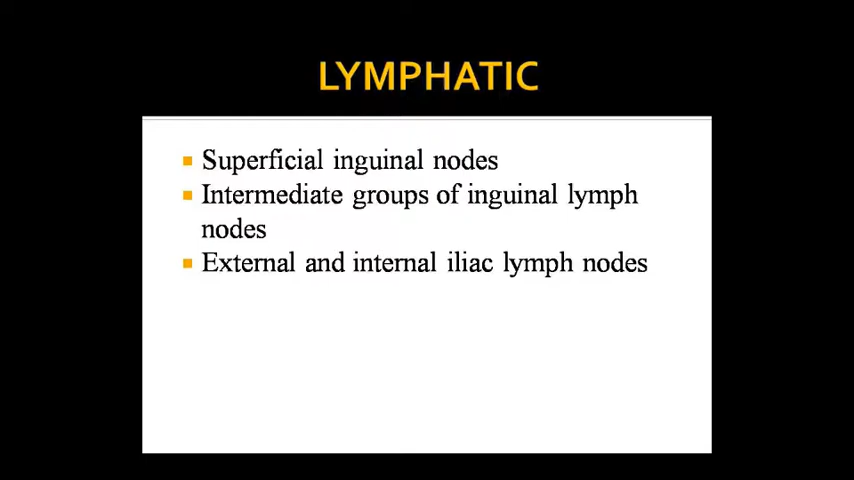 LYMPHATIC
Superficial inguinal nodes
Intermediate groups of inguinal lymph
nodes
External and internal iliac lymph nodes